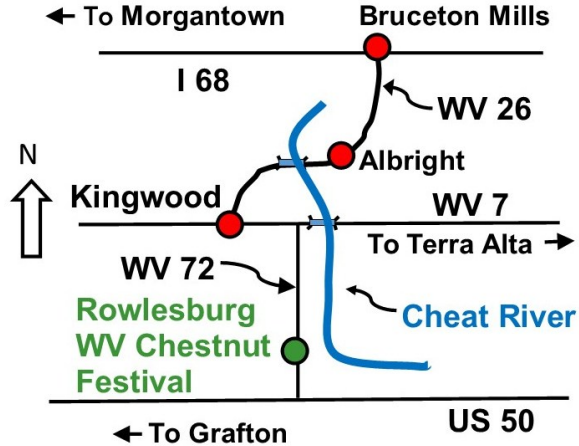 ← To Morgantown
Bruceton Mills
I 68
WV 26
N
Albright
Kingwood
WV 7
To Terra Alta →
WV 72
Rowlesburg
WV Chestnut
Festival
Cheat River
US 50
← To Grafton